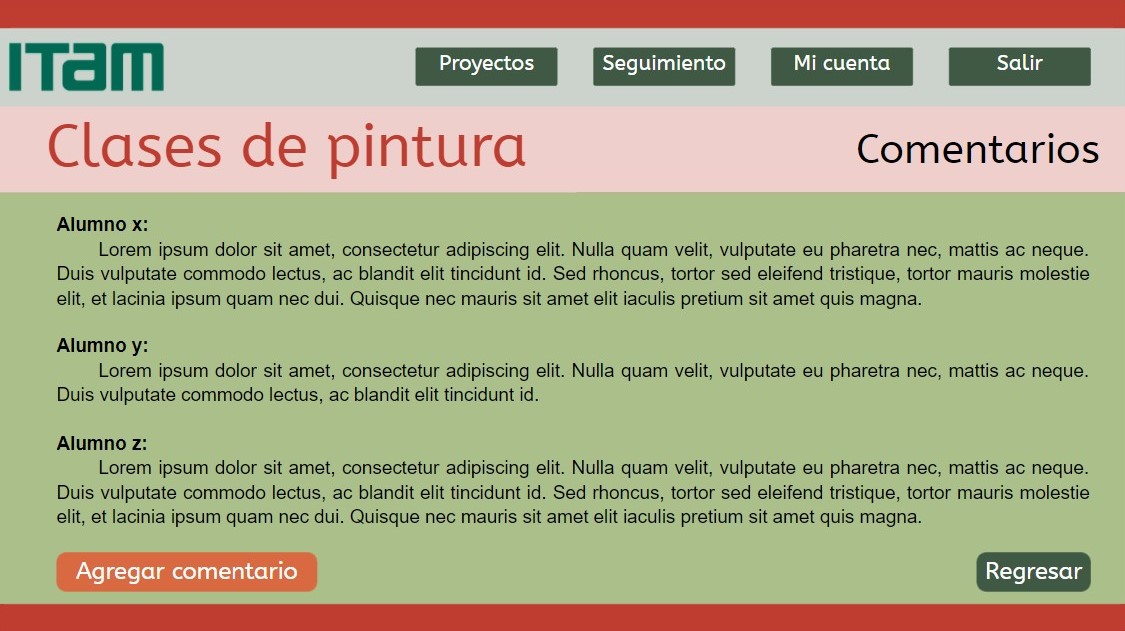 ITam
Proyectos Seguimiento Mi cuenta Salir
Clases de pintura Comentarios
Alumno x:
Lorem ipsum dolor sit amet, consectetur adipiscing elit. Nulla quam velit, vulputate eu pharetra nec, mattis ac neque.
Duis vulputate commodo lectus, ac blandit elit tincidunt id. Sed rhoncus, tortor sed eleifend tristique, tortor mauris molestie
elit, et lacinia ipsum quam nec dui. Quisque nec mauris sit amet elit iaculis pretium sit amet quis magna.
Alumno y:
Lorem ipsum dolor sit amet, consectetur adipiscing elit. Nulla quam velit, vulputate eu pharetra nec, mattis ac neque.
Duis vulputate commodo lectus, ac blandit elit tincidunt id.
Alumno z:
Lorem ipsum dolor sit amet, consectetur adipiscing elit. Nulla quam velit, vulputate eu pharetra nec, mattis ac neque.
Duis vulputate commodo lectus, ac blandit elit tincidunt id. Sed rhoncus, tortor sed eleifend tristique, tortor mauris molestie
elit, et lacinia ipsum quam nec dui. Quisque nec mauris sit amet elit iaculis pretium sit amet quis magna.
Agregar comentario Regresar